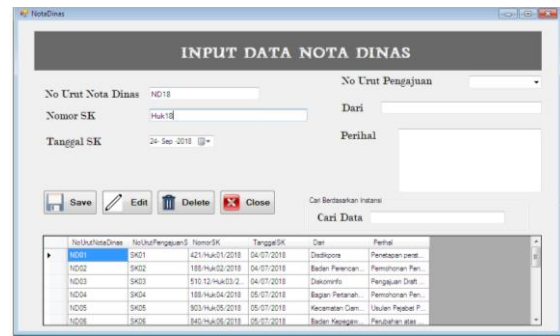 NotaDinas
INPUT DATA NOTA DINAS
No Urut Pengajuan
No Urut Nota Dinas ND18
Dari
Nomor SK Huk18
Perihal
Tanggal SK 24- Sep -2018
Save Edit Delete Close
Cari Berdasarkan Instansi
Cari Data
NoUrutNotaDinas NoUrutPengajuanS NomorSK TanggalSK Dari Perihal
ND01 SK01 421/Huk01/2018 04/07/2018 Disdikpora Penetapan perat...
ND02 SK02 188/Huk02/2018 04/07/2018 Badan Perencan... Permohonan Pen...
ND03 SK03 510.12/Huk03/2... 04/07/2018 Diskominfo Pengajuan Draft ...
ND04 SK04 188/Huk04/2018 05/07/2018 Bagian Pertanah... Permohonan Pen...
ND05 SK05 903/Huk05/2018 05/07/2018 Kecamatan Ciam... Usulan Pejabat P...
ND06 SK06 840/Huk06/2018 05/07/2018 Badan Kepegaw... Perubahan atas ...